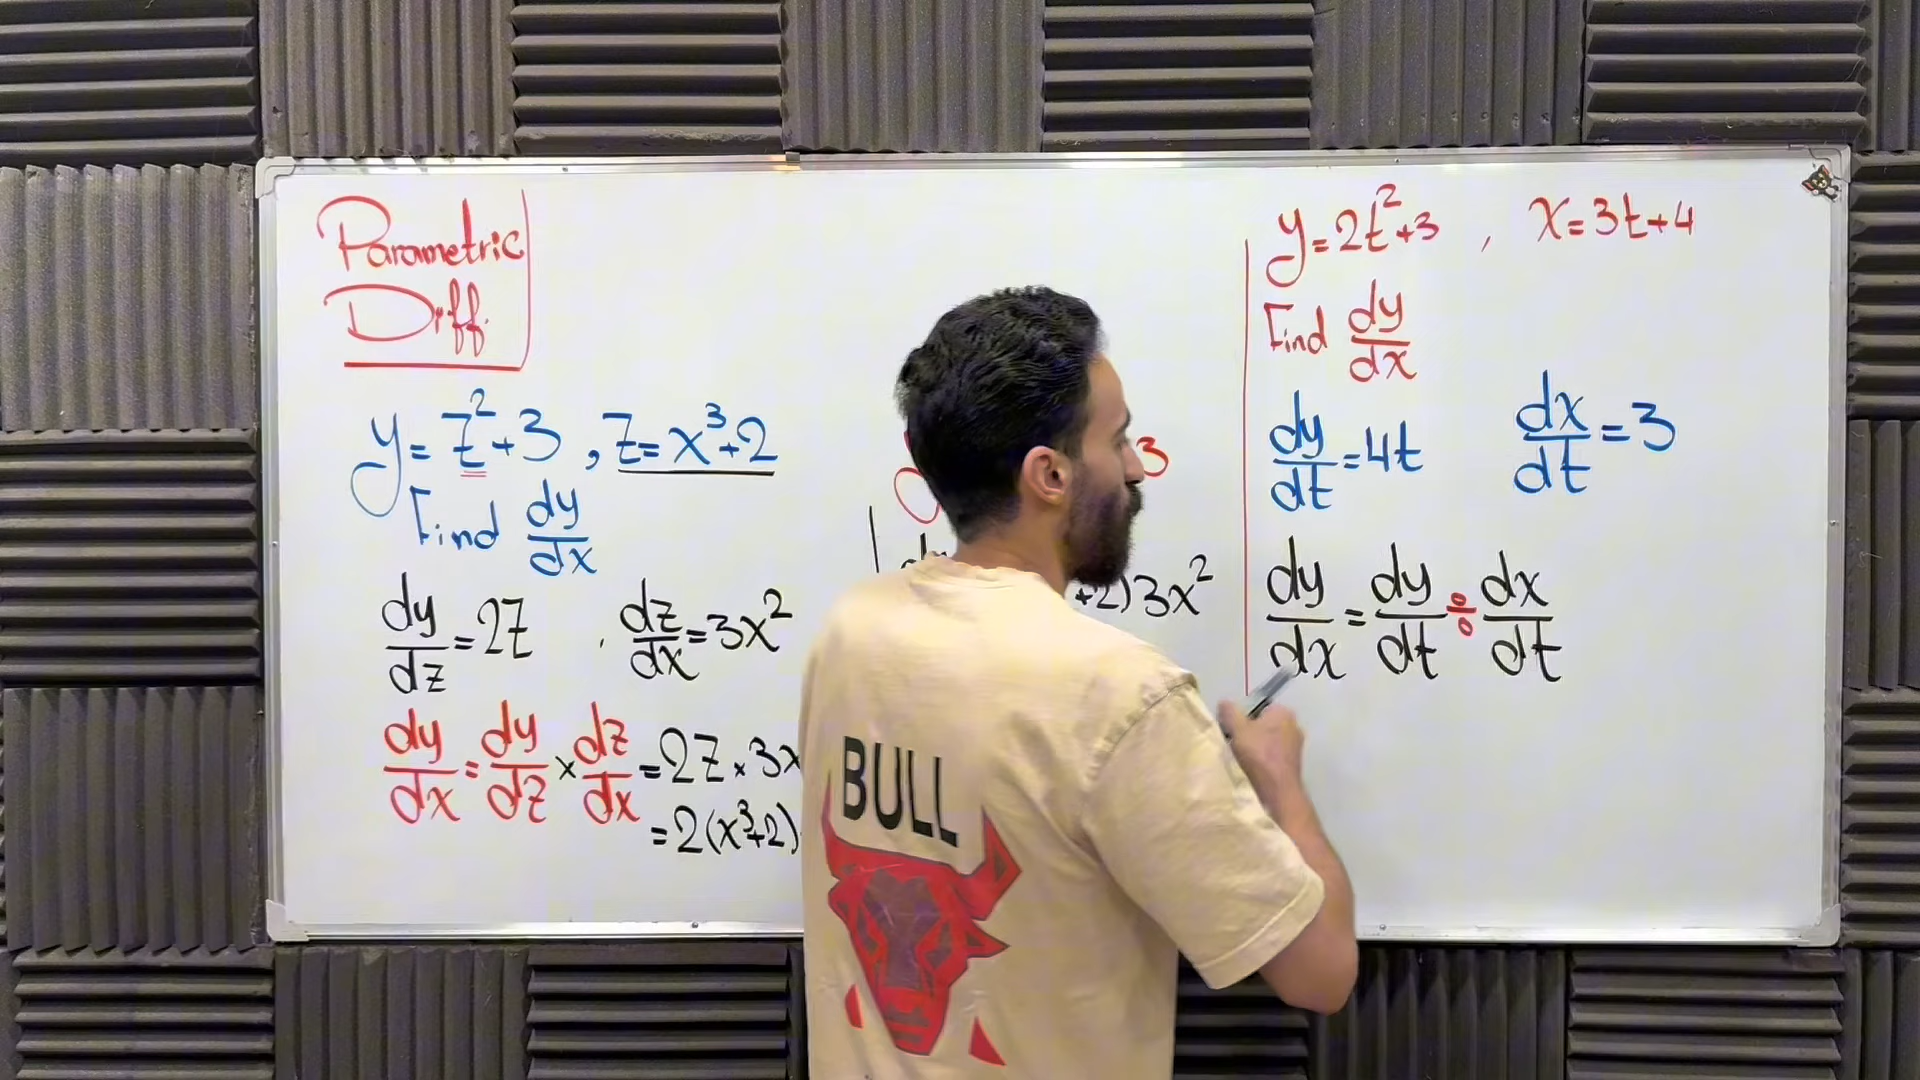 Parametric
Diff.
y = z²+3 , z = x³+2
Find dy/dx
dy/dz = 2z , dz/dx = 3x²
dy/dx = dy/dz × dz/dx = 2z × 3x
= 2(x³+2)
3
+2)3x²
y = 2t²+3 , x = 3t+4
Find dy/dx
dy/dt = 4t dx/dt = 3
dy/dx = dy/dt ÷ dx/dt
BULL